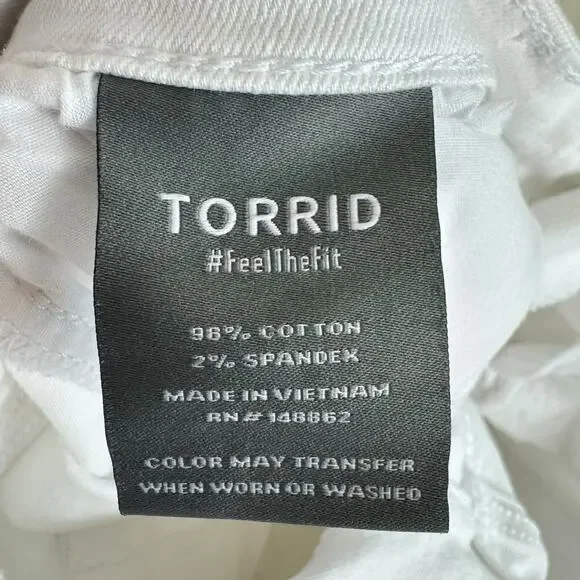 TORRID
#FeelTheFit
98% COTTON
2% SPANDEX
MADE IN VIETNAM
RN# 148862
COLOR MAY TRANSFER
WHEN WORN OR WASHED